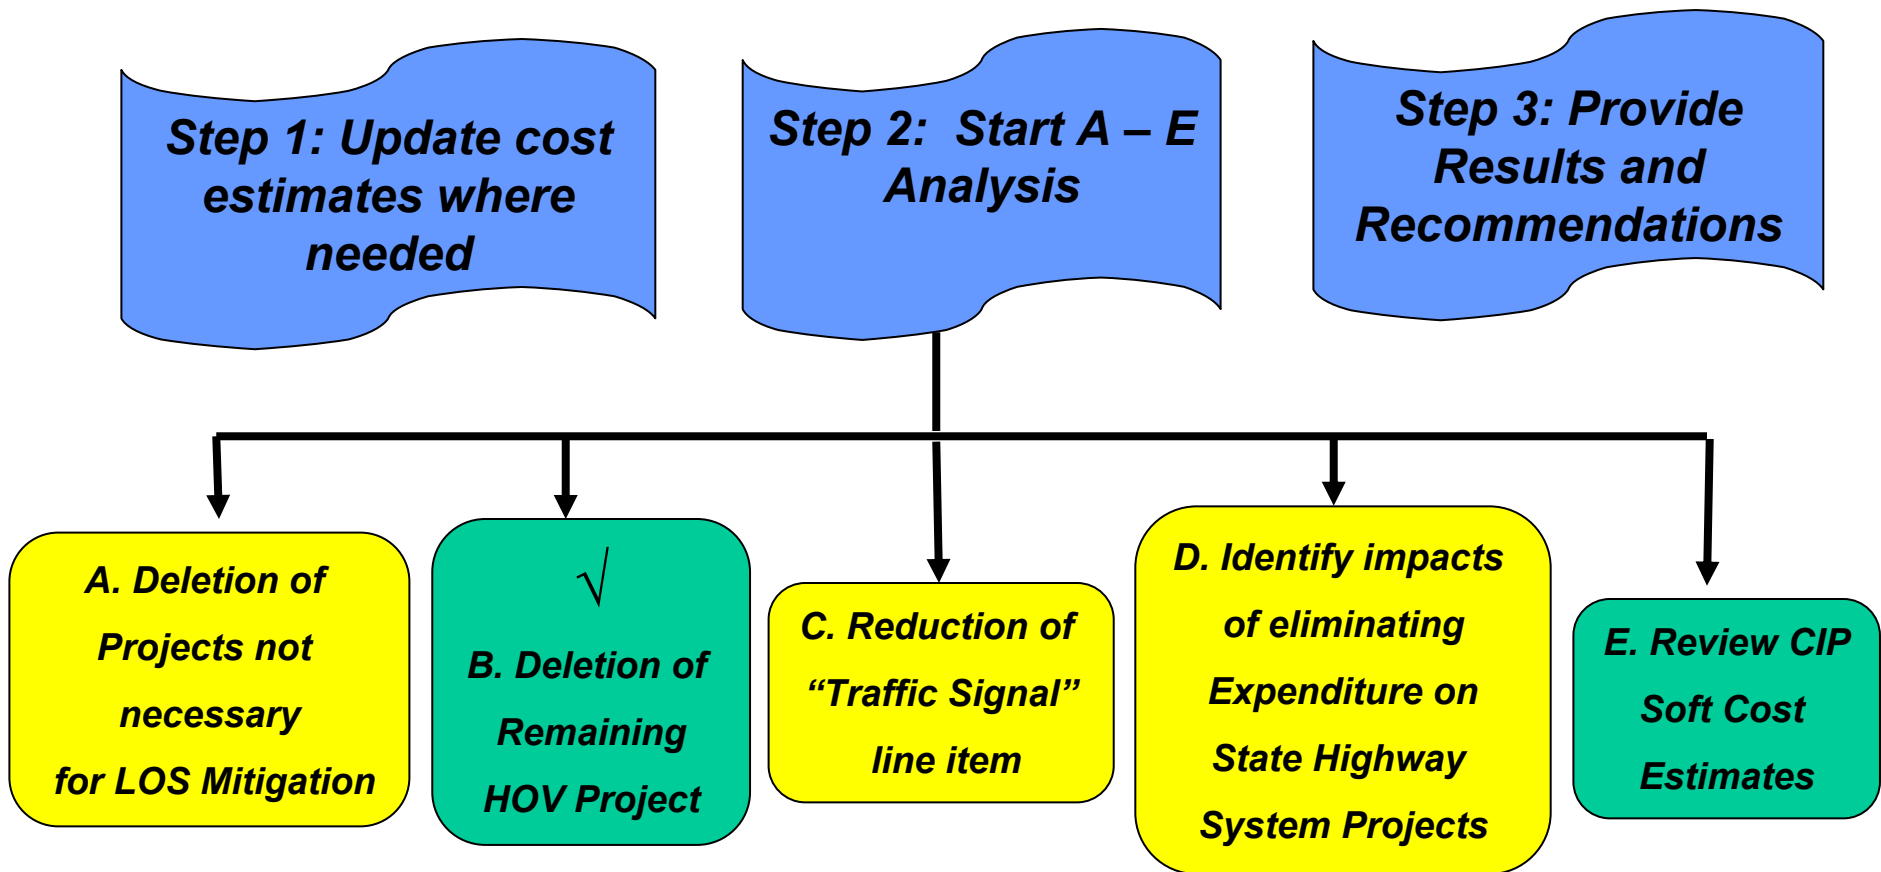 Step 1: Update cost
estimates where
needed
Step 2: Start A – E
Analysis
Step 3: Provide
Results and
Recommendations
A. Deletion of
Projects not
necessary
for LOS Mitigation
√
B. Deletion of
Remaining
HOV Project
C. Reduction of
“Traffic Signal”
line item
D. Identify impacts
of eliminating
Expenditure on
State Highway
System Projects
E. Review CIP
Soft Cost
Estimates